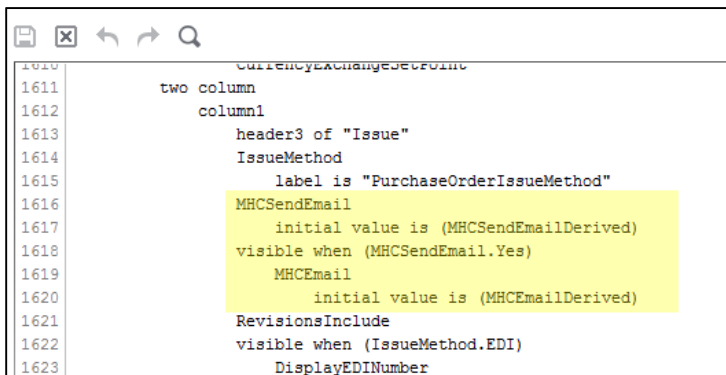 1610 CurrencyExchangeSetPoint
1611 two column
1612 column1
1613 header3 of "Issue"
1614 IssueMethod
1615 label is "PurchaseOrderIssueMethod"
1616 MHCSendEmail
1617 initial value is (MHCSendEmailDerived)
1618 visible when (MHCSendEmail.Yes)
1619 MHCEmail
1620 initial value is (MHCEmailDerived)
1621 RevisionsInclude
1622 visible when (IssueMethod.EDI)
1623 DisplayEDINumber